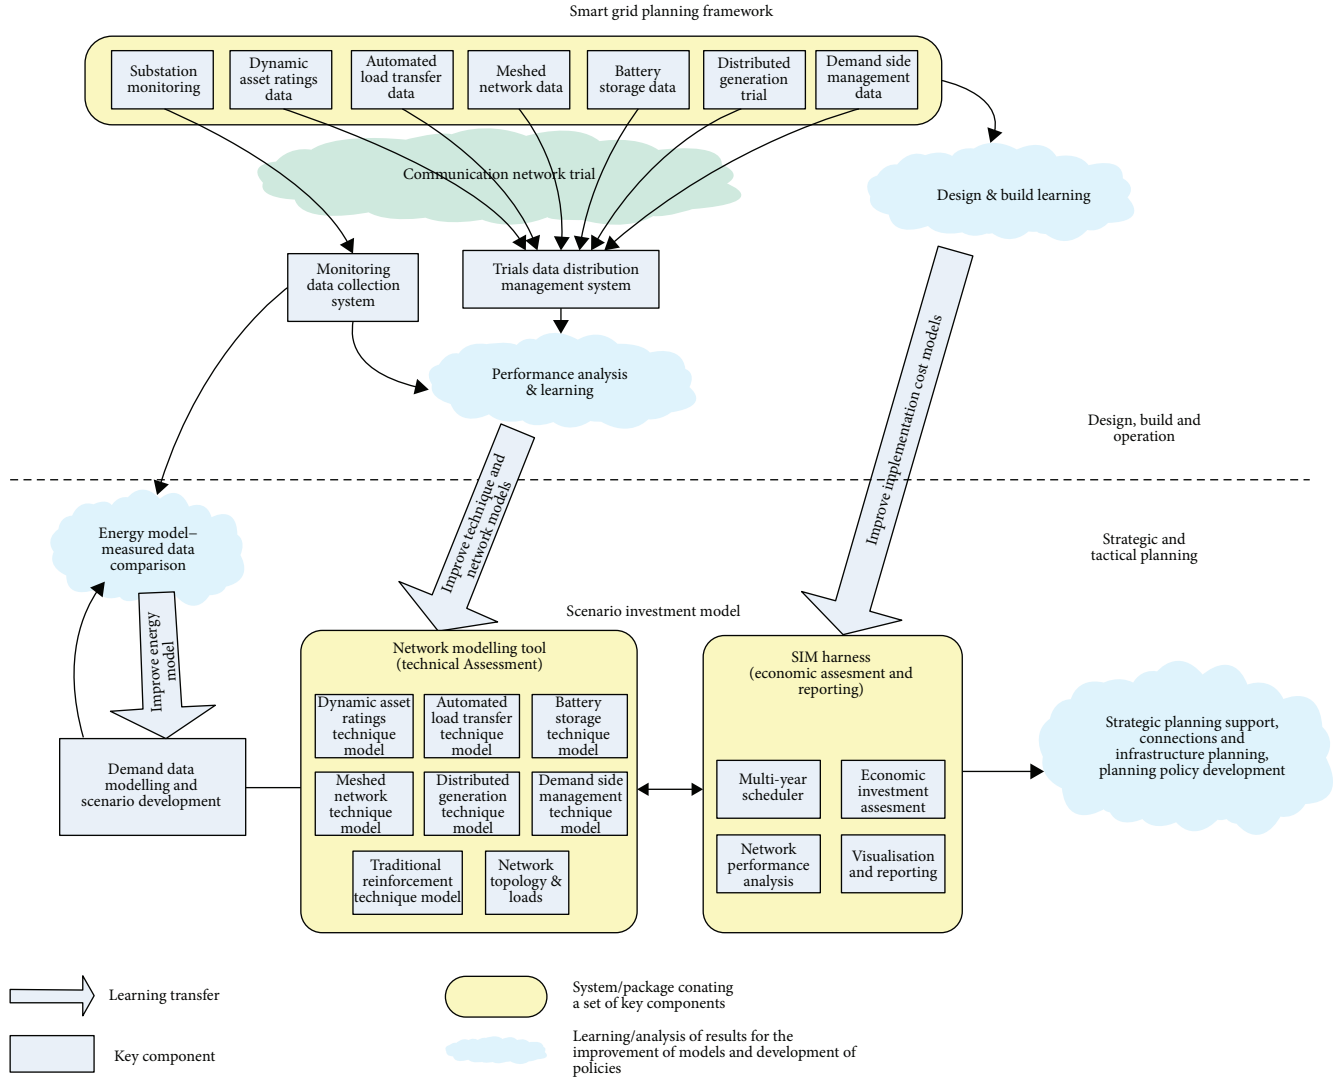 Smart grid planning framework
Substation
monitoring
Dynamic
asset ratings
data
Automated
load transfer
data
Meshed
network data
Battery
storage data
Distributed
generation
trial
Demand side
management
data
Communication network trial
Design & build learning
Monitoring
data collection
system
Trials data distribution
management system
Performance analysis
& learning
Improve implementation cost models
Design, build and
operation
Improve technique and
network models
Energy model–
measured data
comparison
Strategic and
tactical planning
Improve energy
model
Scenario investment model
Network modelling tool
(technical Assessment)
Dynamic asset
ratings
technique
model
Automated
load transfer
technique
model
Battery
storage
technique
model
Meshed
network
technique
model
Distributed
generation
technique
model
Demand side
management
technique
model
Traditional
reinforcement
technique model
Network
topology &
loads
SIM harness
(economic assesment and
reporting)
Multi-year
scheduler
Economic
investment
assesment
Network
performance
analysis
Visualisation
and reporting
Demand data
modelling and
scenario development
Strategic planning support,
connections and
infrastructure planning,
planning policy development
Learning transfer
Key component
System/package conating
a set of key components
Learning/analysis of results for the
improvement of models and development of
policies